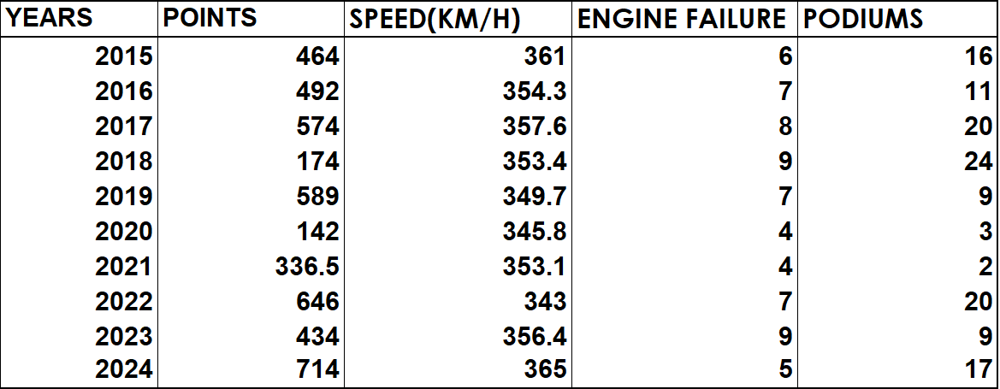 YEARS POINTS SPEED(KM/H) ENGINE FAILURE PODIUMS
2015 464 361 6 16
2016 492 354.3 7 11
2017 574 357.6 8 20
2018 174 353.4 9 24
2019 589 349.7 7 9
2020 142 345.8 4 3
2021 336.5 353.1 4 2
2022 646 343 7 20
2023 434 356.4 9 9
2024 714 365 5 17